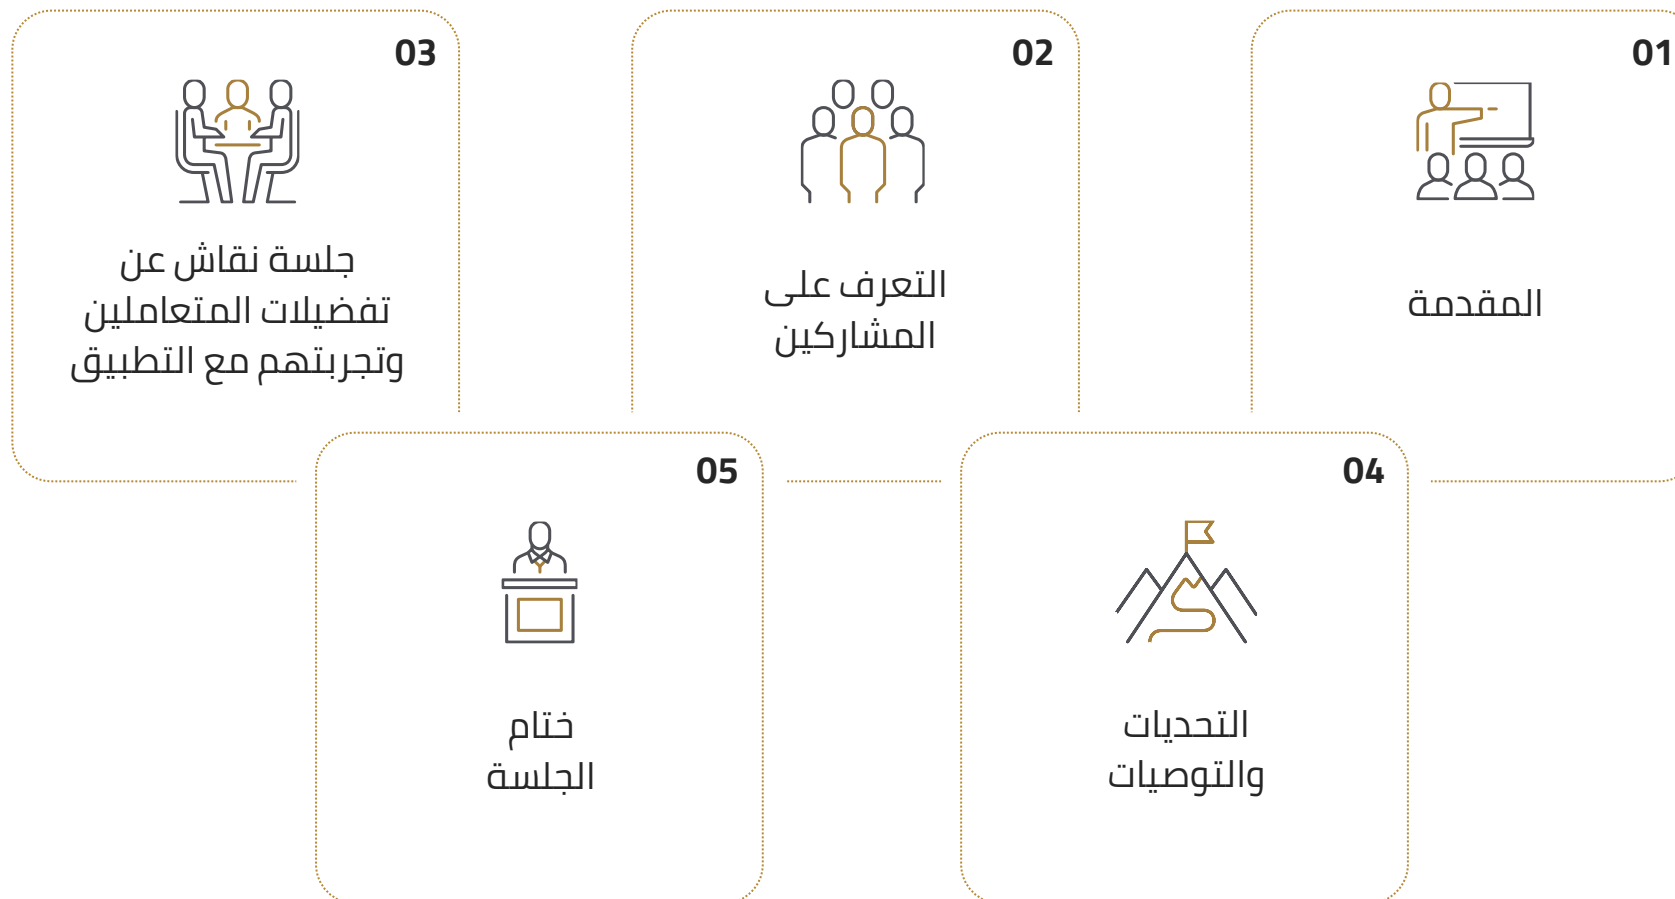 01
المقدمة
02
التعرف على
المشاركين
03
جلسة نقاش عن
تفضيلات المتعاملين
وتجربتهم مع التطبيق
04
التحديات
والتوصيات
05
ختام
الجلسة